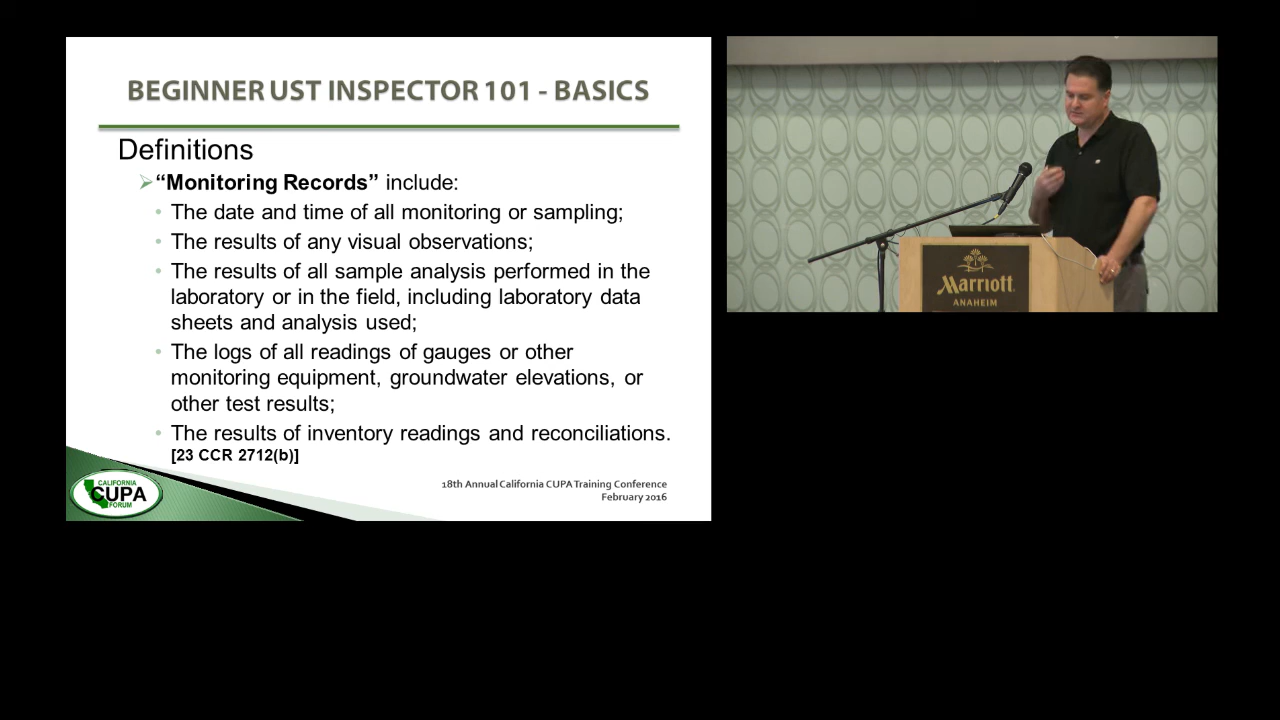 BEGINNER UST INSPECTOR 101 - BASICS
Definitions
“Monitoring Records” include:
The date and time of all monitoring or sampling;
The results of any visual observations;
The results of all sample analysis performed in the
laboratory or in the field, including laboratory data
sheets and analysis used;
The logs of all readings of gauges or other
monitoring equipment, groundwater elevations, or
other test results;
The results of inventory readings and reconciliations.
[23 CCR 2712(b)]
18th Annual California CUPA Training Conference
February 2016
CALIFORNIA
CUPA
FORUM
Marriott
ANAHEIM